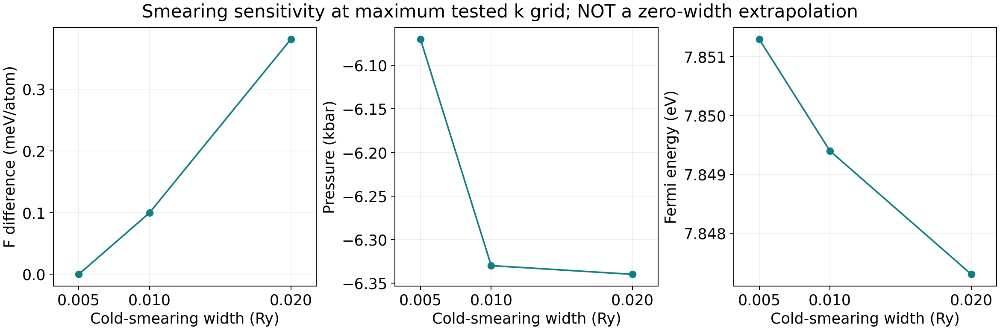 Smearing sensitivity at maximum tested k grid; NOT a zero-width extrapolation
F difference (meV/atom)
0.3
0.2
0.1
0.0
0.005 0.010 0.020
Cold-smearing width (Ry)
Pressure (kbar)
−6.10
−6.15
−6.20
−6.25
−6.30
−6.35
0.005 0.010 0.020
Cold-smearing width (Ry)
Fermi energy (eV)
7.851
7.850
7.849
7.848
0.005 0.010 0.020
Cold-smearing width (Ry)